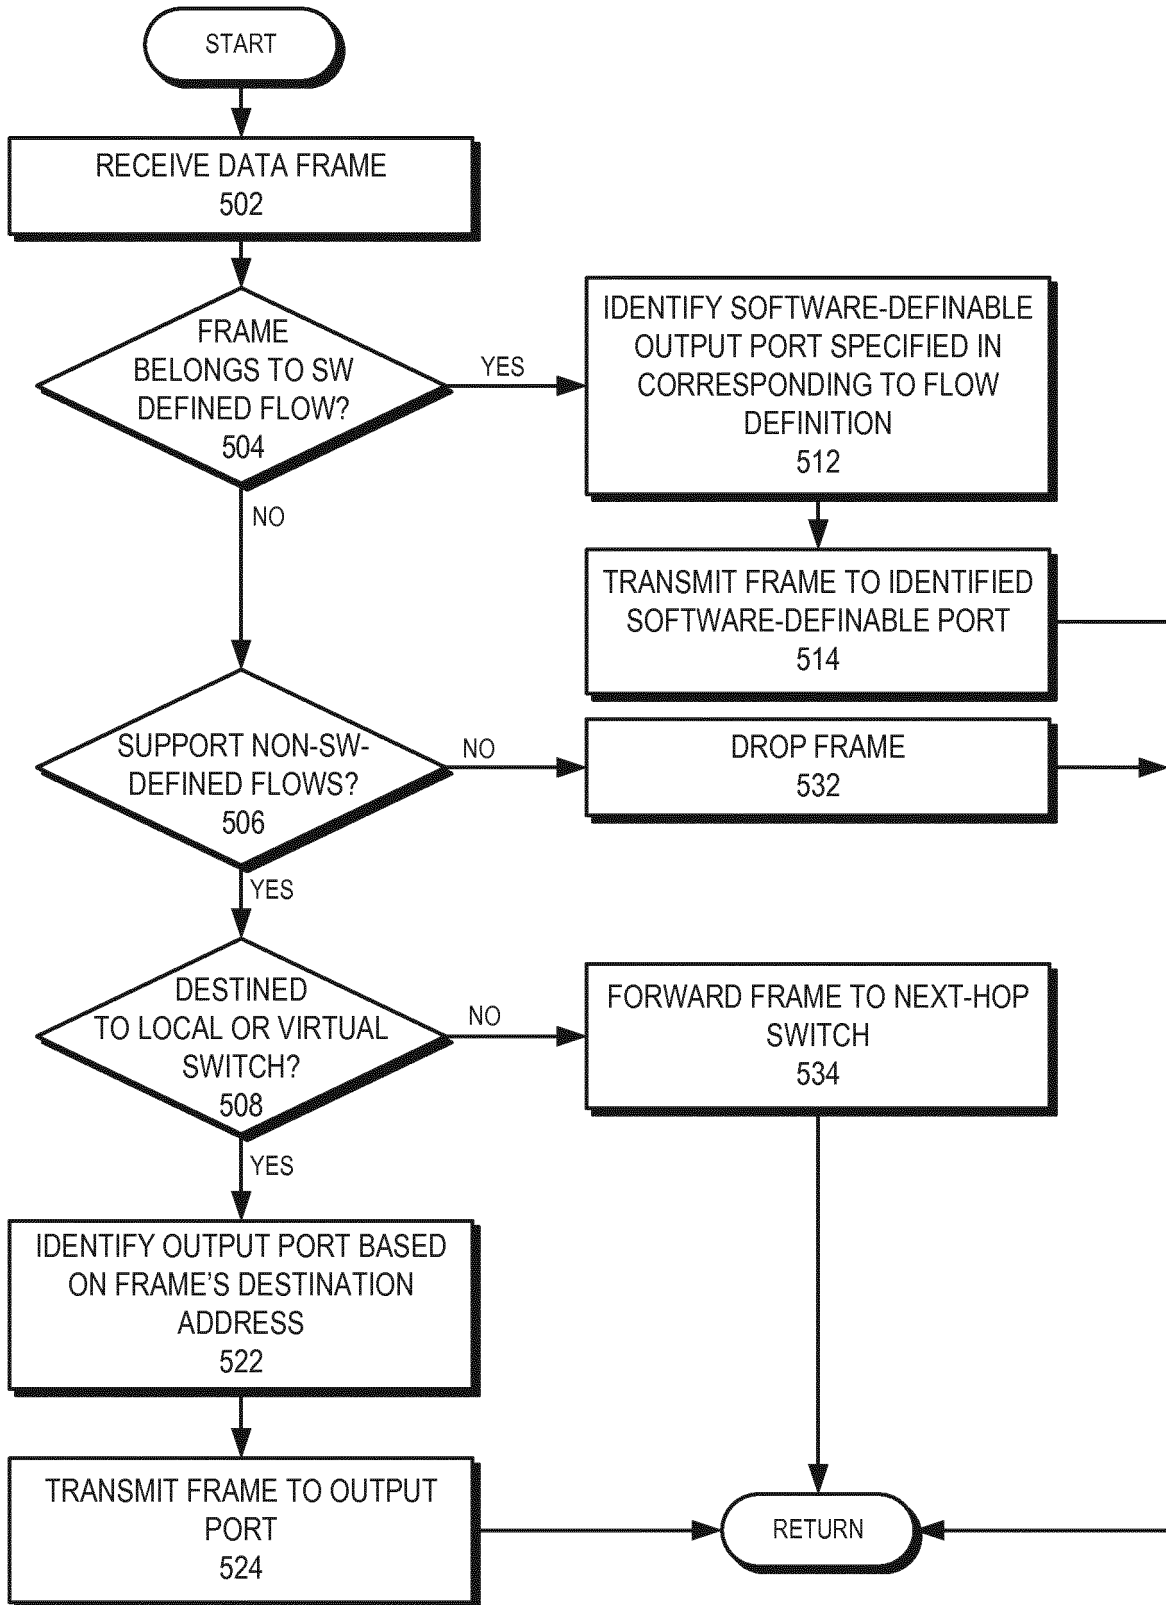 START
RECEIVE DATA FRAME
502
FRAME
BELONGS TO SW
DEFINED FLOW?
504
YES
IDENTIFY SOFTWARE-DEFINABLE
OUTPUT PORT SPECIFIED IN
CORRESPONDING TO FLOW
DEFINITION
512
NO
TRANSMIT FRAME TO IDENTIFIED
SOFTWARE-DEFINABLE PORT
514
SUPPORT NON-SW-
DEFINED FLOWS?
506
NO
DROP FRAME
532
YES
DESTINED
TO LOCAL OR VIRTUAL
SWITCH?
508
NO
FORWARD FRAME TO NEXT-HOP
SWITCH
534
YES
IDENTIFY OUTPUT PORT BASED
ON FRAME'S DESTINATION
ADDRESS
522
TRANSMIT FRAME TO OUTPUT
PORT
524
RETURN